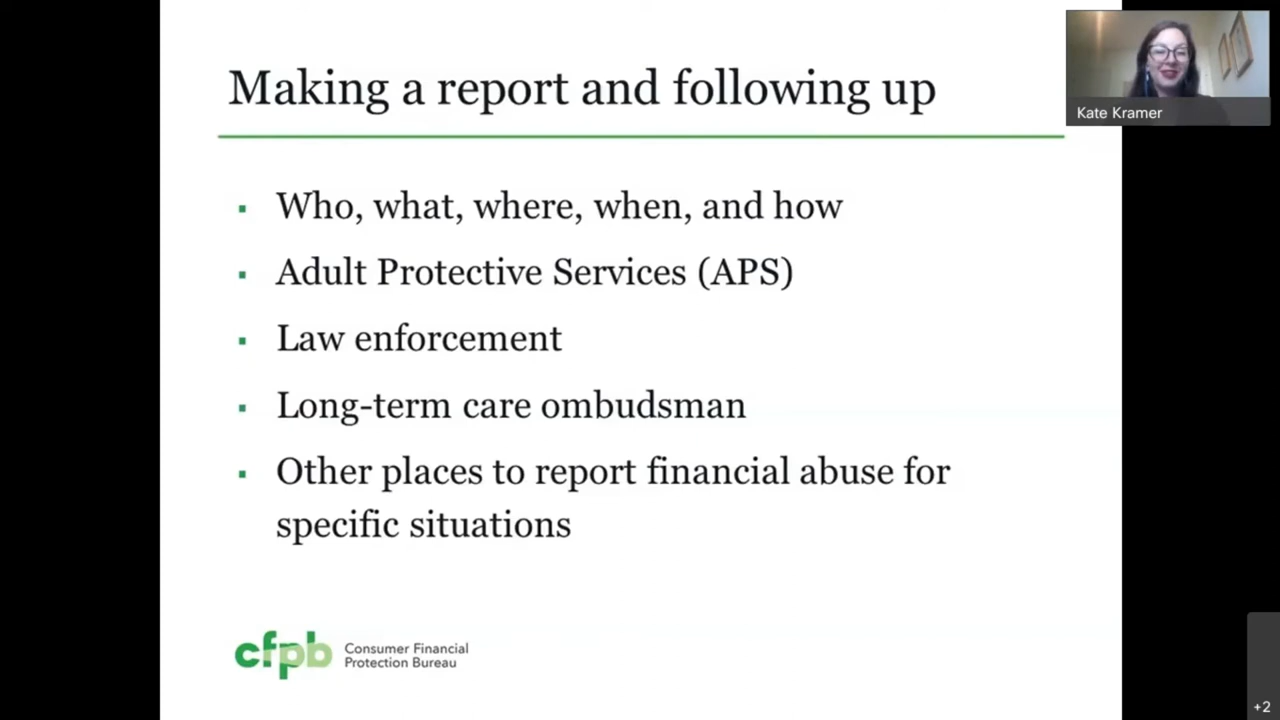 Making a report and following up
Kate Kramer
▪ Who, what, where, when, and how
▪ Adult Protective Services (APS)
▪ Law enforcement
▪ Long-term care ombudsman
▪ Other places to report financial abuse for
specific situations
cfpb
Consumer Financial
Protection Bureau
+2